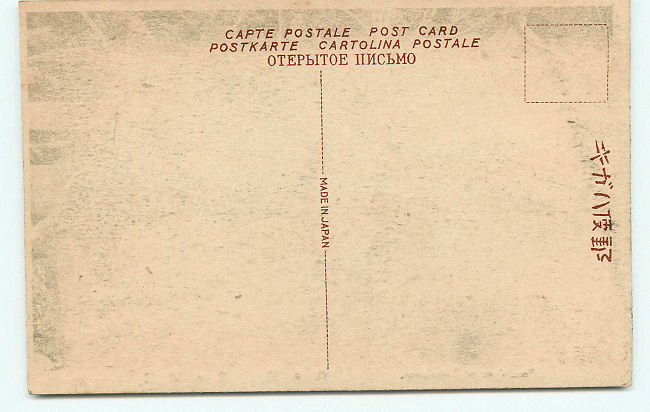 CAPTE POSTALE POST CARD
POSTKARTE CARTOLINA POSTALE
ОТЕРЫТОЕ ПИСЬМО
MADE IN JAPAN
郵便ハガキ